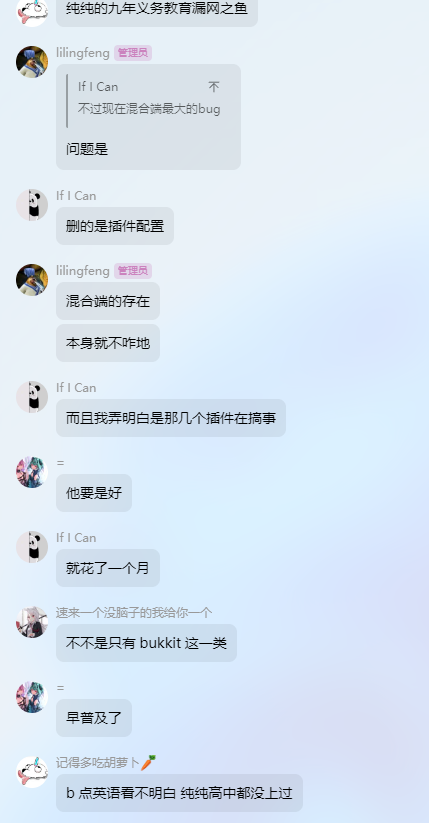 纯纯的九年义务教育漏网之鱼
lilingfeng 管理员
If I Can 不
不过现在混合端最大的bug
问题是
If I Can
删的是插件配置
lilingfeng 管理员
混合端的存在
本身就不咋地
If I Can
而且我弄明白是那几个插件在搞事
=
他要是好
If I Can
就花了一个月
速来一个没脑子的我给你一个
不不是只有 bukkit 这一类
=
早普及了
记得多吃胡萝卜🥕
b 点英语看不明白 纯纯高中都没上过